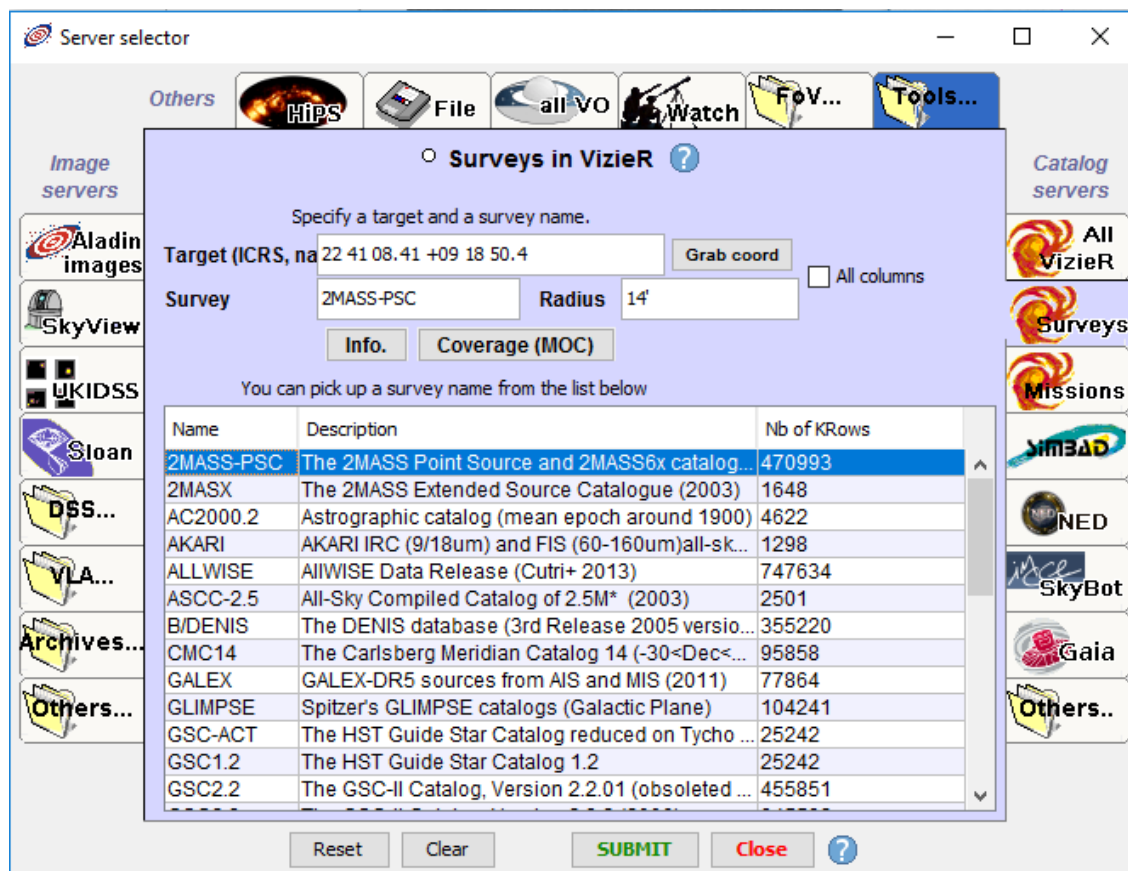 Server selector
Others
HiPS
File
all VO
Watch
FoV...
Tools...
Image
servers
Catalog
servers
Surveys in VizieR ?
Specify a target and a survey name.
Target (ICRS, na 22 41 08.41 +09 18 50.4 Grab coord
All columns
Survey 2MASS-PSC Radius 14'
Info. Coverage (MOC)
You can pick up a survey name from the list below
Name Description Nb of KRows
2MASS-PSC The 2MASS Point Source and 2MASS6x catalog... 470993
2MASX The 2MASS Extended Source Catalogue (2003) 1648
AC2000.2 Astrographic catalog (mean epoch around 1900) 4622
AKARI AKARI IRC (9/18um) and FIS (60-160um)all-sk... 1298
ALLWISE AllWISE Data Release (Cutri+ 2013) 747634
ASCC-2.5 All-Sky Compiled Catalog of 2.5M* (2003) 2501
B/DENIS The DENIS database (3rd Release 2005 versio... 355220
CMC14 The Carlsberg Meridian Catalog 14 (-30<Dec<... 95858
GALEX GALEX-DR5 sources from AIS and MIS (2011) 77864
GLIMPSE Spitzer's GLIMPSE catalogs (Galactic Plane) 104241
GSC-ACT The HST Guide Star Catalog reduced on Tycho ... 25242
GSC1.2 The HST Guide Star Catalog 1.2 25242
GSC2.2 The GSC-II Catalog, Version 2.2.01 (obsoleted ... 455851
Aladin
images
SkyView
UKIDSS
Sloan
DSS...
VLA...
Archives...
Others...
All
VizieR
Surveys
Missions
SIMBAD
NED
SkyBot
Gaia
Others..
Reset Clear SUBMIT Close ?